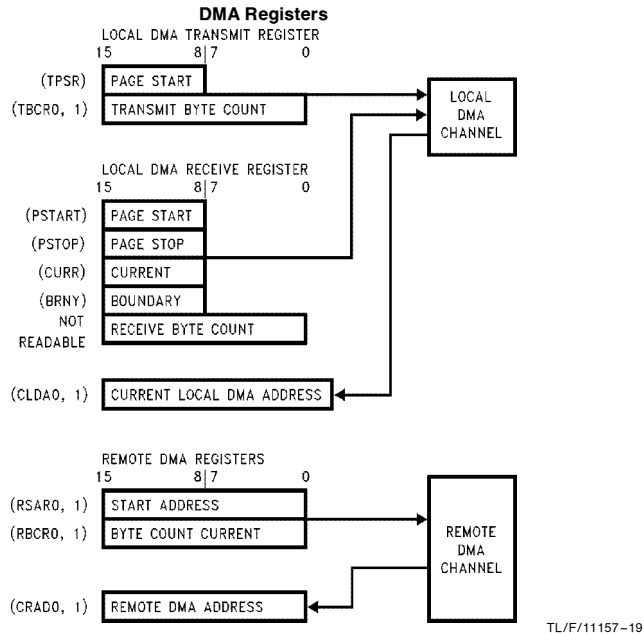 DMA Registers
LOCAL DMA TRANSMIT REGISTER
15 8 7 0
(TPSR) PAGE START
(TBCR0, 1) TRANSMIT BYTE COUNT
LOCAL
DMA
CHANNEL
LOCAL DMA RECEIVE REGISTER
15 8 7 0
(PSTART) PAGE START
(PSTOP) PAGE STOP
(CURR) CURRENT
(BRNY) BOUNDARY
NOT
READABLE
RECEIVE BYTE COUNT
(CLDA0, 1) CURRENT LOCAL DMA ADDRESS
REMOTE DMA REGISTERS
15 8 7 0
(RSAR0, 1) START ADDRESS
(RBCR0, 1) BYTE COUNT CURRENT
REMOTE
DMA
CHANNEL
(CRAD0, 1) REMOTE DMA ADDRESS
TL/F/11157–19